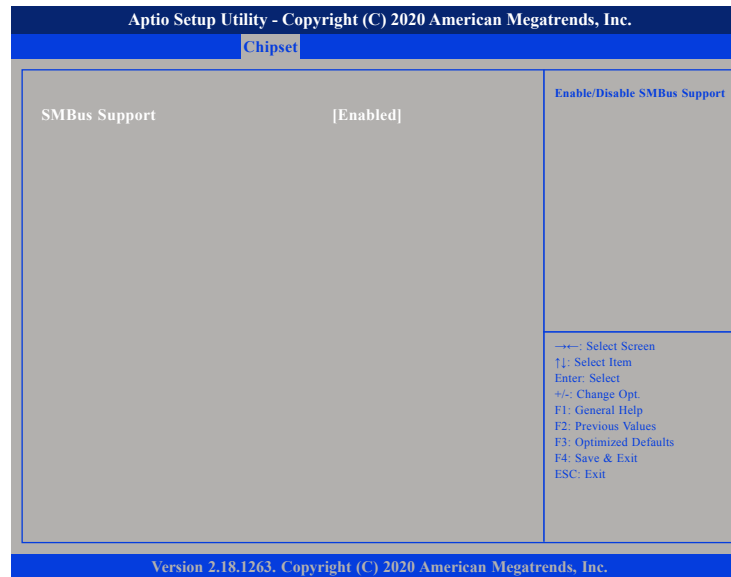 Aptio Setup Utility - Copyright (C) 2020 American Megatrends, Inc.
Chipset
SMBus Support [Enabled]
Enable/Disable SMBus Support
→←: Select Screen
↑↓: Select Item
Enter: Select
+/-: Change Opt.
F1: General Help
F2: Previous Values
F3: Optimized Defaults
F4: Save & Exit
ESC: Exit
Version 2.18.1263. Copyright (C) 2020 American Megatrends, Inc.